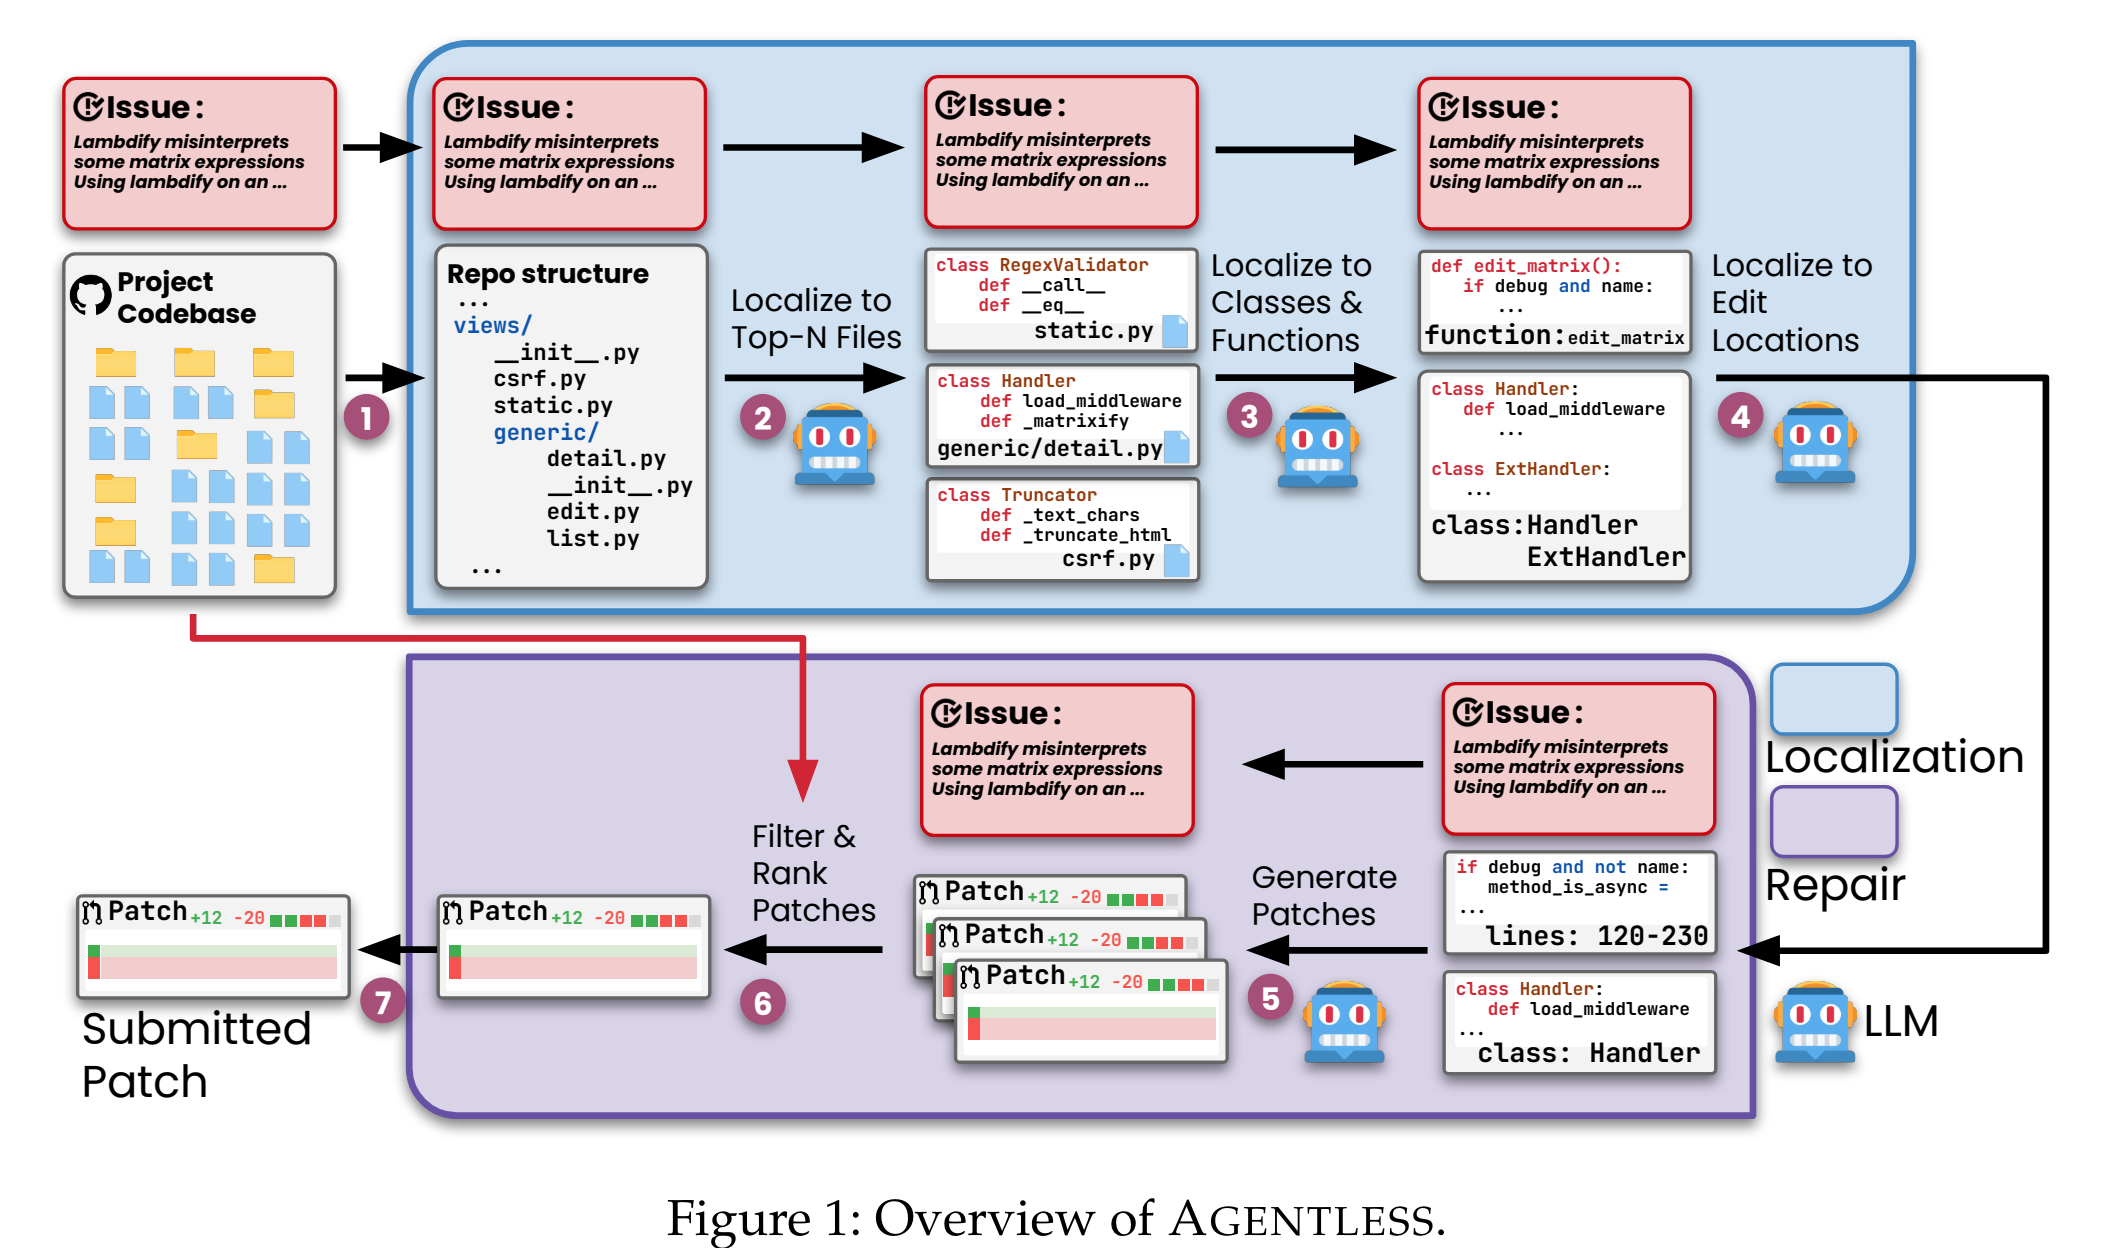 Issue:
Lambdify misinterprets
some matrix expressions
Using lambdify on an ...
Project
Codebase
1
Issue:
Lambdify misinterprets
some matrix expressions
Using lambdify on an ...
Repo structure
...
views/
__init__.py
csrf.py
static.py
generic/
detail.py
__init__.py
edit.py
list.py
...
Localize to
Top-N Files
2
Issue:
Lambdify misinterprets
some matrix expressions
Using lambdify on an ...
class RegexValidator
def __call__
def __eq__
static.py
class Handler
def load_middleware
def _matrixify
generic/detail.py
class Truncator
def _text_chars
def _truncate_html
csrf.py
Localize to
Classes &
Functions
3
Issue:
Lambdify misinterprets
some matrix expressions
Using lambdify on an ...
def edit_matrix():
if debug and name:
...
function:edit_matrix
class Handler:
def load_middleware
...
class ExtHandler:
...
class:Handler
ExtHandler
Localize to
Edit
Locations
4
Localization
Repair
LLM
Issue:
Lambdify misinterprets
some matrix expressions
Using lambdify on an ...
if debug and not name:
method_is_async =
...
lines: 120-230
class Handler:
def load_middleware
...
class: Handler
Generate
Patches
5
Issue:
Lambdify misinterprets
some matrix expressions
Using lambdify on an ...
Patch +12 -20
Patch +12 -20
Patch +12 -20
Filter &
Rank
Patches
6
Patch +12 -20
7
Patch +12 -20
Submitted
Patch
Figure 1: Overview of AGENTLESS.